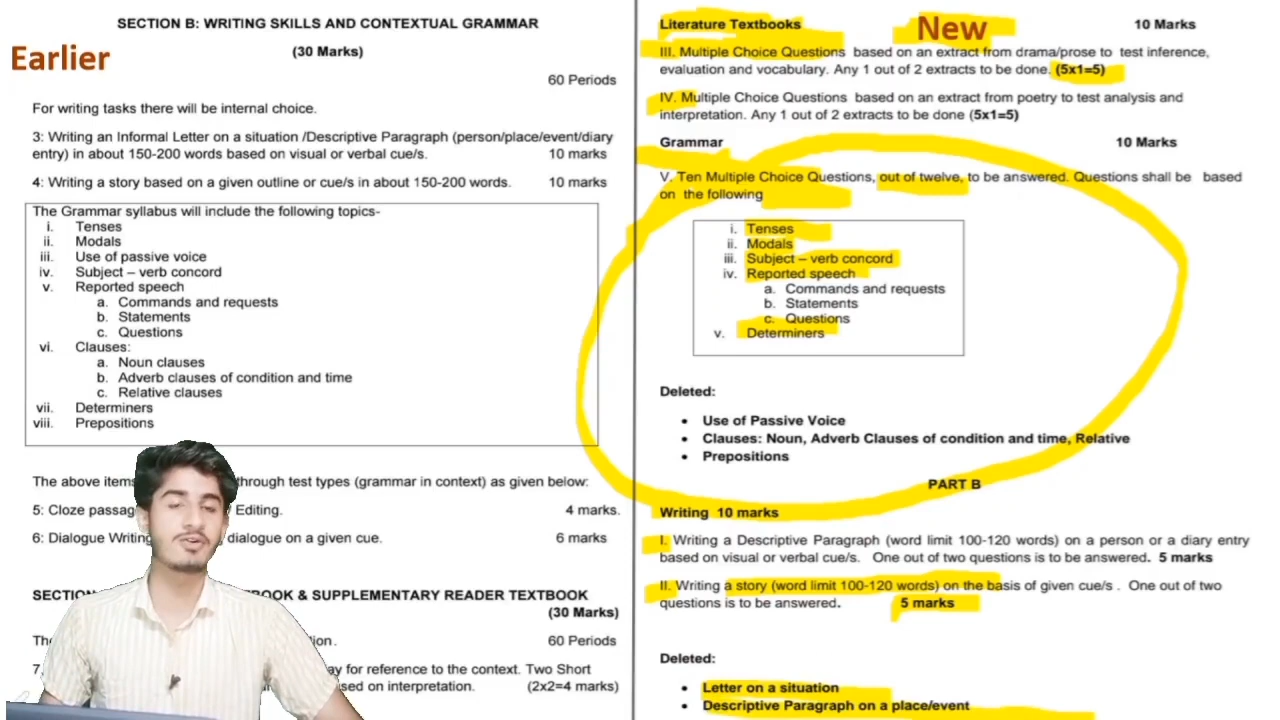 SECTION B: WRITING SKILLS AND CONTEXTUAL GRAMMAR
Earlier
(30 Marks)
60 Periods
For writing tasks there will be internal choice.
3: Writing an Informal Letter on a situation /Descriptive Paragraph (person/place/event/diary
entry) in about 150-200 words based on visual or verbal cue/s. 10 marks
4: Writing a story based on a given outline or cue/s in about 150-200 words. 10 marks
The Grammar syllabus will include the following topics-
i. Tenses
ii. Modals
iii. Use of passive voice
iv. Subject – verb concord
v. Reported speech
a. Commands and requests
b. Statements
c. Questions
vi. Clauses:
a. Noun clauses
b. Adverb clauses of condition and time
c. Relative clauses
vii. Determiners
viii. Prepositions
The above items through test types (grammar in context) as given below:
5: Cloze Editing. 4 marks.
6: Dialogue dialogue on a given cue. 6 marks
& SUPPLEMENTARY READER TEXTBOOK
(30 Marks)
60 Periods
7 for reference to the context. Two Short
on interpretation. (2x2=4 marks)
Literature Textbooks New 10 Marks
III. Multiple Choice Questions based on an extract from drama/prose to test inference,
evaluation and vocabulary. Any 1 out of 2 extracts to be done. (5x1=5)
IV. Multiple Choice Questions based on an extract from poetry to test analysis and
interpretation. Any 1 out of 2 extracts to be done (5x1=5)
Grammar 10 Marks
V. Ten Multiple Choice Questions, out of twelve, to be answered. Questions shall be based
on the following
i. Tenses
ii. Modals
iii. Subject – verb concord
iv. Reported speech
a. Commands and requests
b. Statements
c. Questions
v. Determiners
Deleted:
• Use of Passive Voice
• Clauses: Noun, Adverb Clauses of condition and time, Relative
• Prepositions
PART B
Writing 10 marks
I. Writing a Descriptive Paragraph (word limit 100-120 words) on a person or a diary entry
based on visual or verbal cue/s. One out of two questions is to be answered. 5 marks
II. Writing a story (word limit 100-120 words) on the basis of given cue/s . One out of two
questions is to be answered. 5 marks
Deleted:
• Letter on a situation
• Descriptive Paragraph on a place/event